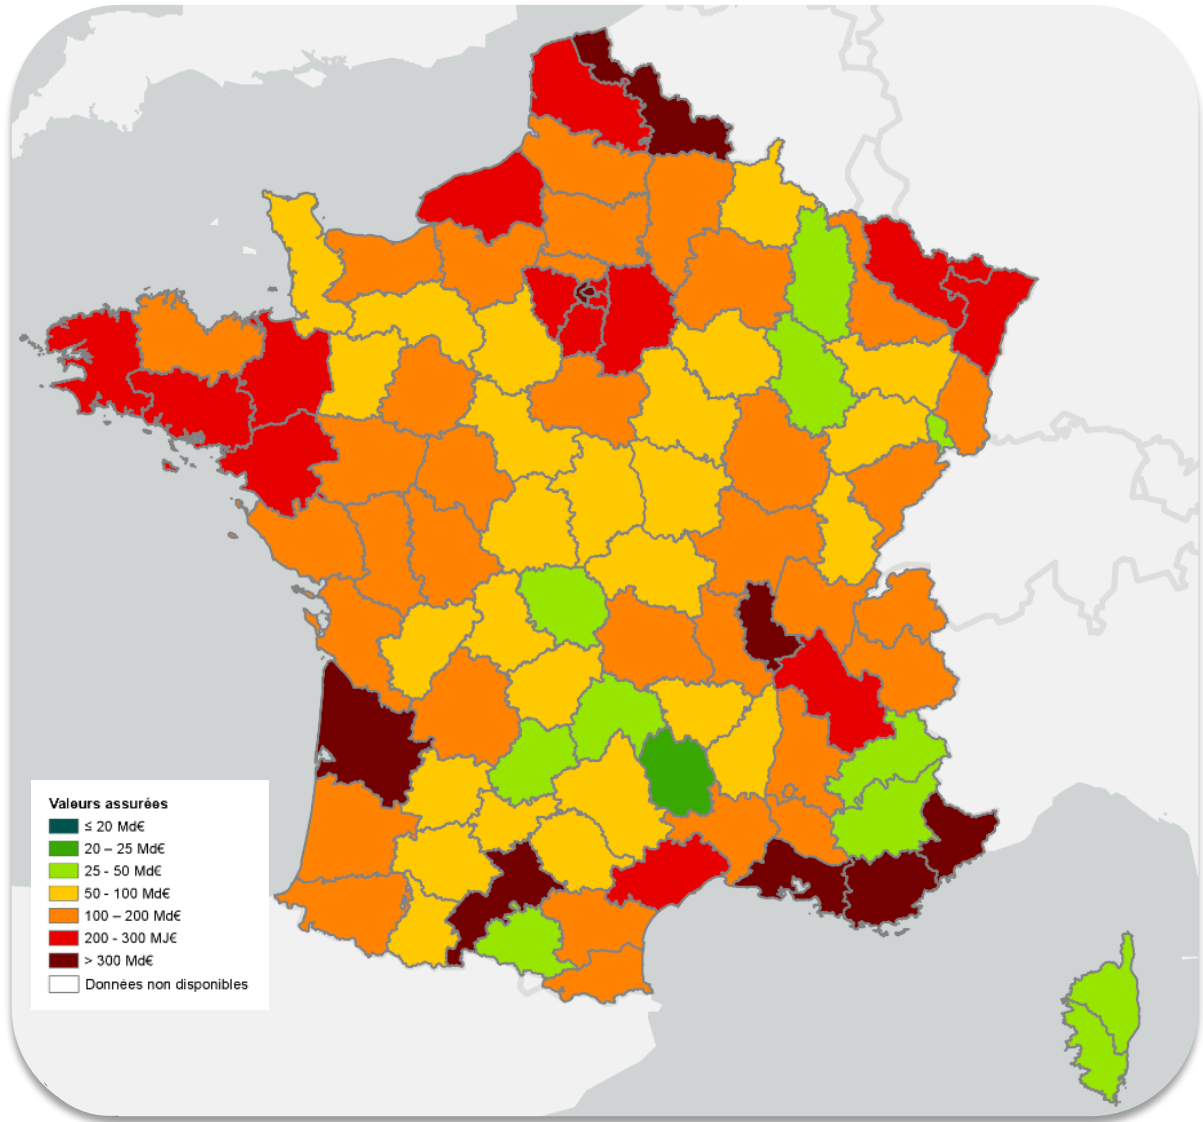 Valeurs assurées
≤ 20 Md€
20 – 25 Md€
25 - 50 Md€
50 - 100 Md€
100 – 200 Md€
200 - 300 MJ€
> 300 Md€
Données non disponibles